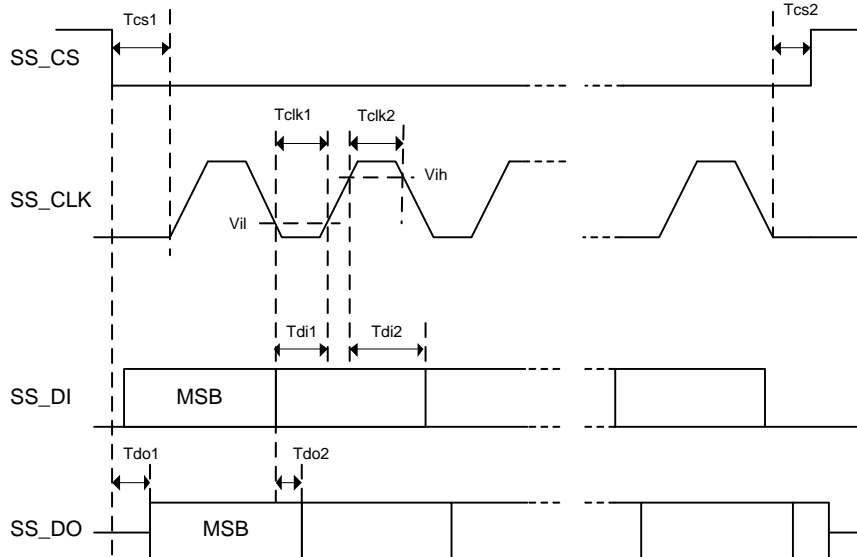 Tcs1
Tcs2
SS_CS
Tclk1
Tclk2
Vih
SS_CLK
Vil
Tdi1
Tdi2
SS_DI
MSB
Tdo1
Tdo2
SS_DO
MSB